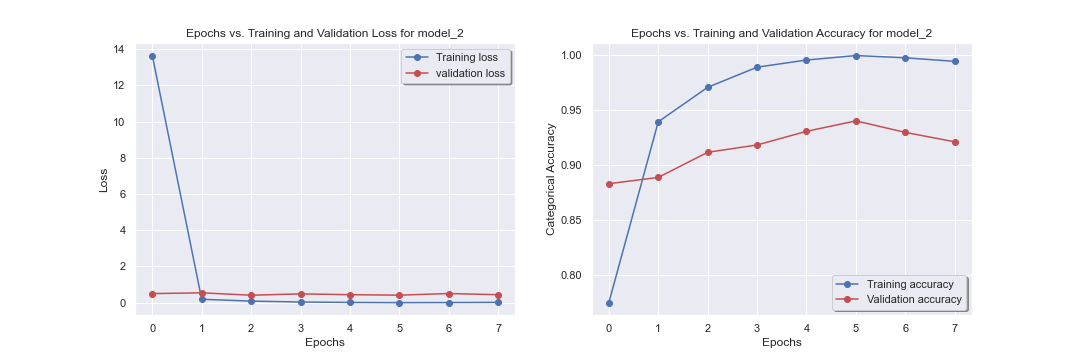 Epochs vs. Training and Validation Loss for model_2
14
12
10
8
6
4
2
0
Loss
Training loss
validation loss
0 1 2 3 4 5 6 7
Epochs
Epochs vs. Training and Validation Accuracy for model_2
1.00
0.95
0.90
0.85
0.80
Categorical Accuracy
Training accuracy
Validation accuracy
0 1 2 3 4 5 6 7
Epochs